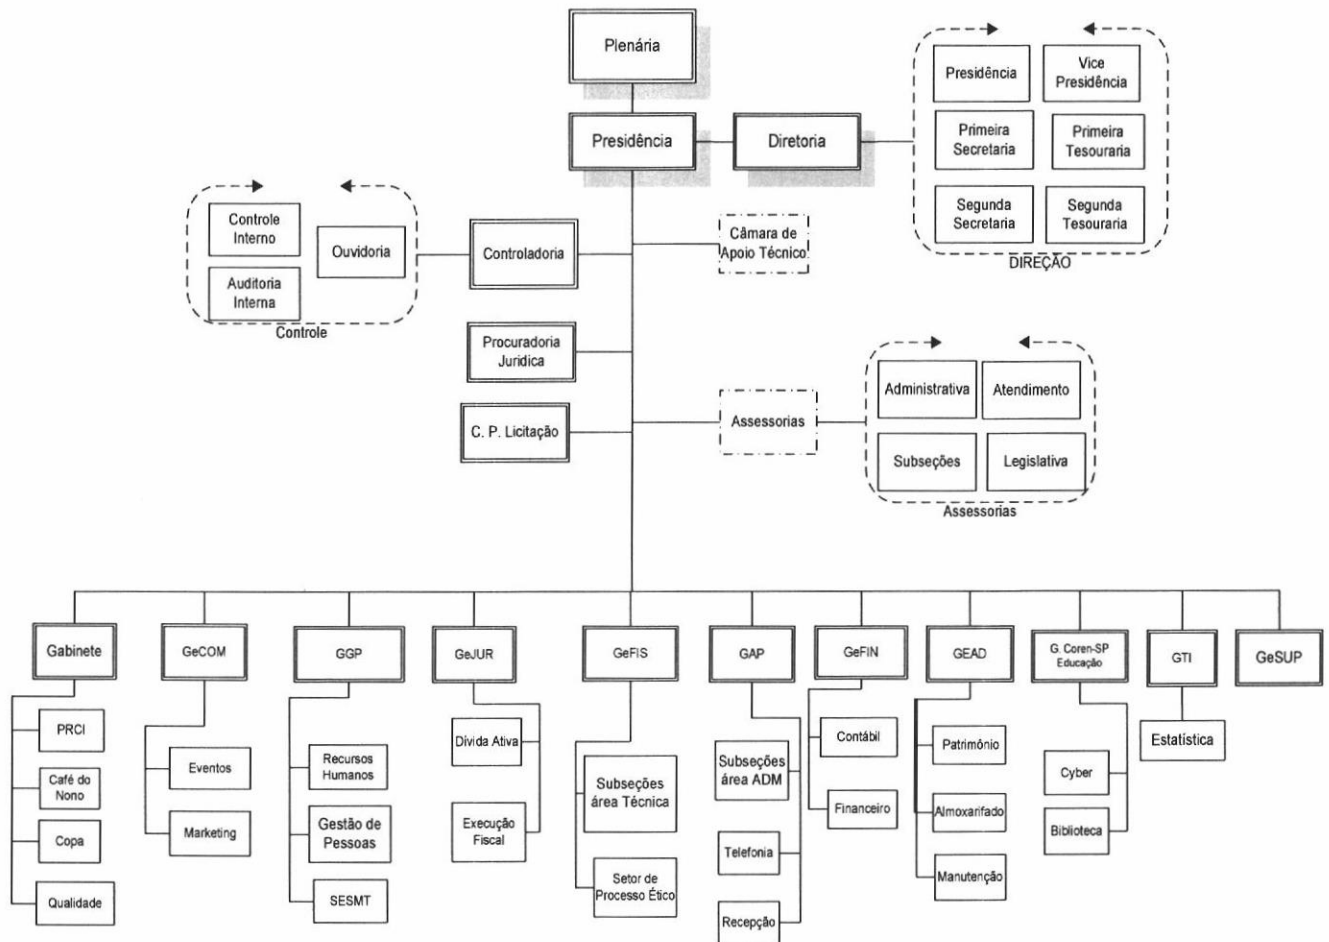 Plenária
Presidência
Diretoria
Presidência
Vice
Presidência
Primeira
Secretaria
Primeira
Tesouraria
Segunda
Secretaria
Segunda
Tesouraria
DIREÇÃO
Controle
Interno
Ouvidoria
Auditoria
Interna
Controle
Controladoria
Câmara de
Apoio Técnico
Procuradoria
Juridica
C. P. Licitação
Assessorias
Administrativa
Atendimento
Subseções
Legislativa
Assessorias
Gabinete
GeCOM
GGP
GeJUR
GeFIS
GAP
GeFIN
GEAD
G. Coren-SP
Educação
GTI
GeSUP
PRCI
Café do
Nono
Copa
Qualidade
Eventos
Marketing
Recursos
Humanos
Gestão de
Pessoas
SESMT
Dívida Ativa
Execução
Fiscal
Subseções
área Técnica
Setor de
Processo Ético
Subseções
área ADM
Telefonia
Recepção
Contábil
Financeiro
Patrimônio
Almoxarifado
Manutenção
Cyber
Biblioteca
Estatística